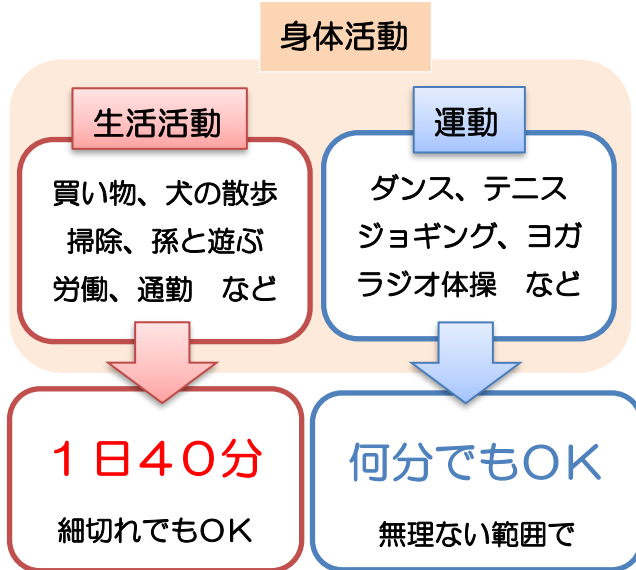 身体活動
生活活動
買い物、犬の散歩
掃除、孫と遊ぶ
労働、通勤　など
運動
ダンス、テニス
ジョギング、ヨガ
ラジオ体操　など
１日４０分
細切れでもOK
何分でもOK
無理ない範囲で